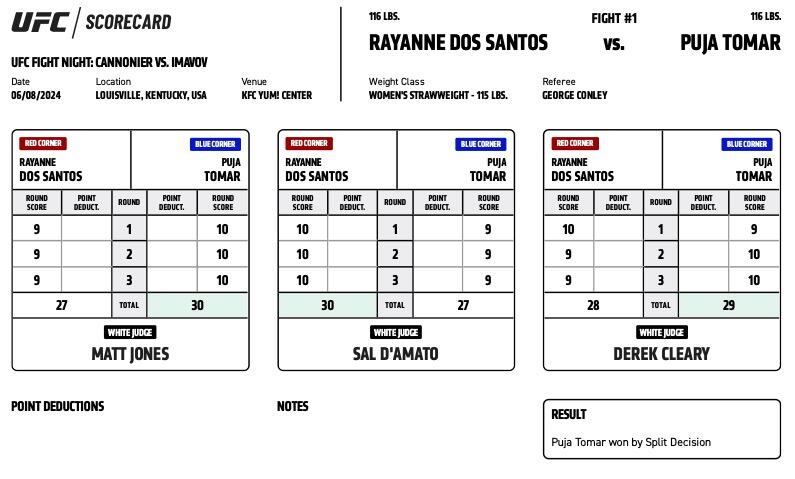 UFC / SCORECARD
UFC FIGHT NIGHT: CANNONIER VS. IMAVOV
Date Location Venue
06/08/2024 LOUISVILLE, KENTUCKY, USA KFC YUM! CENTER
116 LBS. FIGHT #1 116 LBS.
RAYANNE DOS SANTOS vs. PUJA TOMAR
Weight Class Referee
WOMEN'S STRAWWEIGHT - 115 LBS. GEORGE CONLEY
RED CORNER BLUE CORNER
RAYANNE PUJA
DOS SANTOS TOMAR
ROUND POINT ROUND POINT ROUND
SCORE DEDUCT. DEDUCT. SCORE
9 1 10
9 2 10
9 3 10
27 TOTAL 30
WHITE JUDGE
MATT JONES
RED CORNER BLUE CORNER
RAYANNE PUJA
DOS SANTOS TOMAR
ROUND POINT ROUND POINT ROUND
SCORE DEDUCT. DEDUCT. SCORE
10 1 9
10 2 9
10 3 9
30 TOTAL 27
WHITE JUDGE
SAL D'AMATO
RED CORNER BLUE CORNER
RAYANNE PUJA
DOS SANTOS TOMAR
ROUND POINT ROUND POINT ROUND
SCORE DEDUCT. DEDUCT. SCORE
10 1 9
9 2 10
9 3 10
28 TOTAL 29
WHITE JUDGE
DEREK CLEARY
POINT DEDUCTIONS
NOTES
RESULT
Puja Tomar won by Split Decision